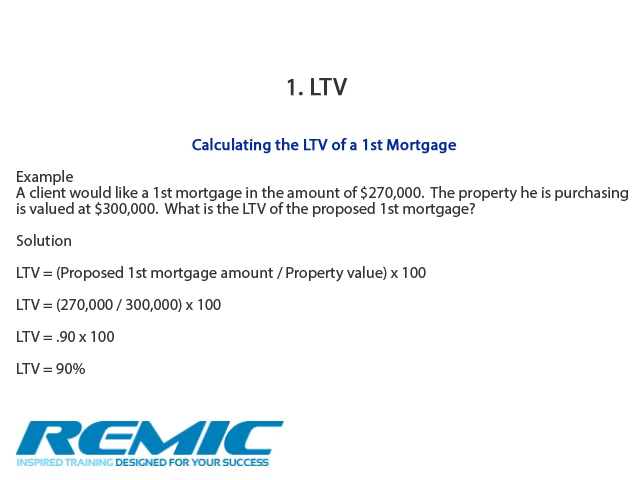 1. LTV
Calculating the LTV of a 1st Mortgage
Example
A client would like a 1st mortgage in the amount of $270,000.  The property he is purchasing
is valued at $300,000.  What is the LTV of the proposed 1st mortgage?
Solution
LTV = (Proposed 1st mortgage amount / Property value) x 100
LTV = (270,000 / 300,000) x 100
LTV = .90 x 100
LTV = 90%
REMIC
INSPIRED TRAINING DESIGNED FOR YOUR SUCCESS